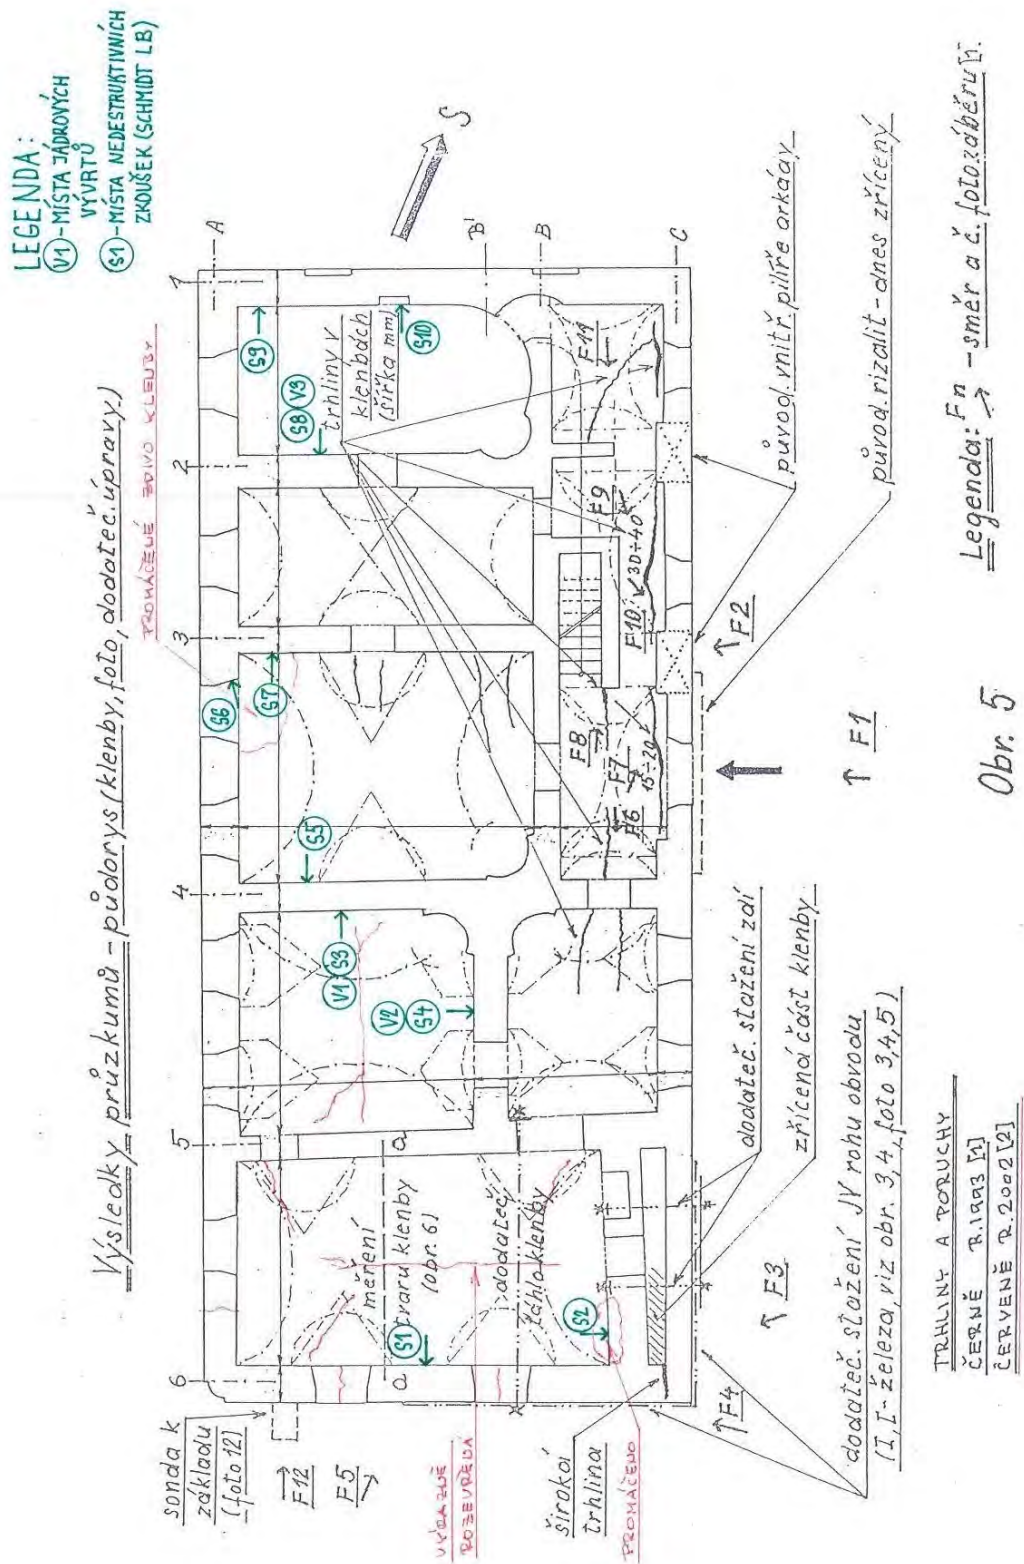 LEGENDA:
V1 - MÍSTA JÁDROVÝCH
VÝVRTŮ
S1 - MÍSTA NEDESTRUKTIVNÍCH
ZKOUŠEK (SCHMIDT LB)
Výsledky průzkumů - půdorys (klenby, foto, dodateč. úpravy)
PROMÁČENÉ ZDIVO KLENBY
S
A
B'
B
C
1
2
3
4
5
6
S9
S10
S8 V3
trhliny v
klenbách
(šířka mm)
F11
F9
30÷40
F10
F2
S6
S7
S5
F8
F7
15÷20
F6
F1
V1 S3
V2 S4
měření
tvaru klenby
(obr. 6)
a
a
dodateč.
táhlo klenby
S1
S2
F3
F4
sonda k
základu
(foto 12)
F12
F5
VÝRAZNĚ
ROZEVŘENA
široká
trhlina
PROMÁČENO
původ. vnitř. pilíře arkády
původ. rizalit - dnes zřícený
dodateč. stažení zdí
zřícená část klenby
dodateč. stažení JV rohu obvodu
(I, I - železa, viz obr. 3, 4, foto 3,4,5)
TRHLINY A PORUCHY
ČERNĚ R.1993 [1]
ČERVENĚ R.2002 [2]
Obr. 5
Legenda: Fn → - směr a č. fotozáběru [1].